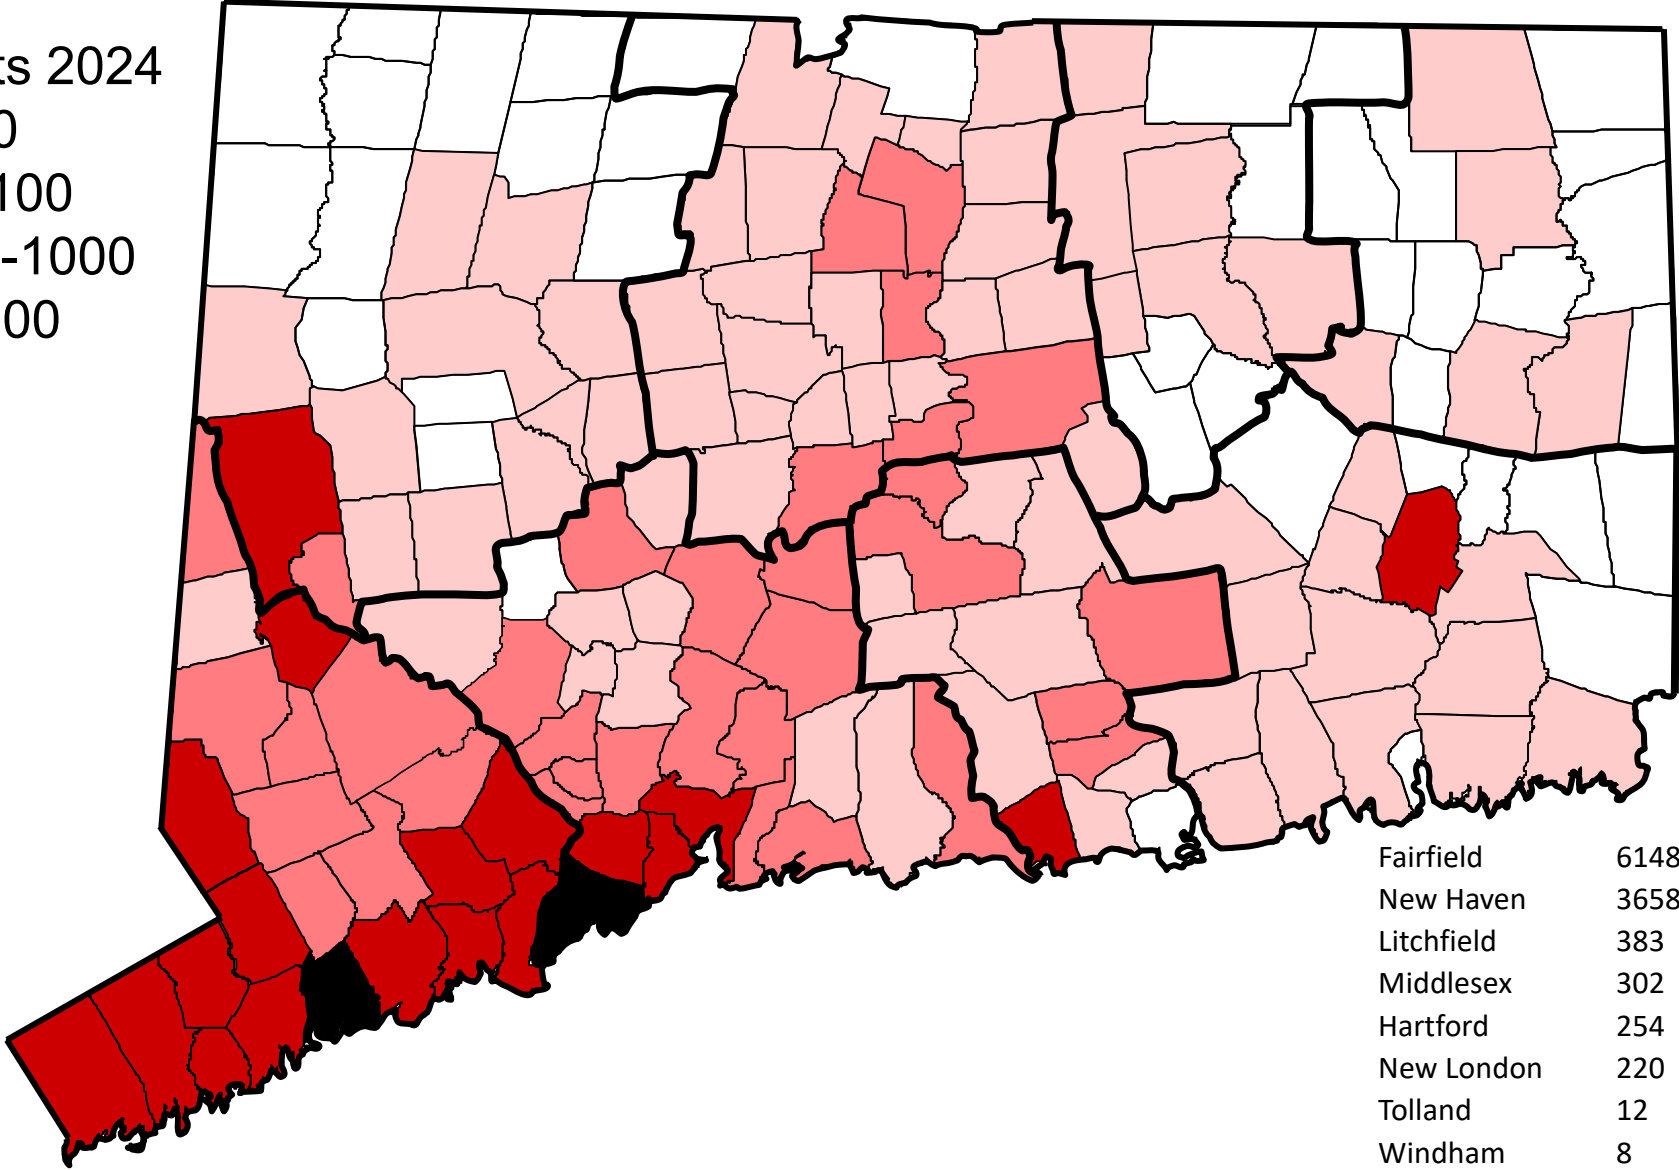 ts 2024
0
100
-1000
00
Fairfield 6148
New Haven 3658
Litchfield 383
Middlesex 302
Hartford 254
New London 220
Tolland 12
Windham 8